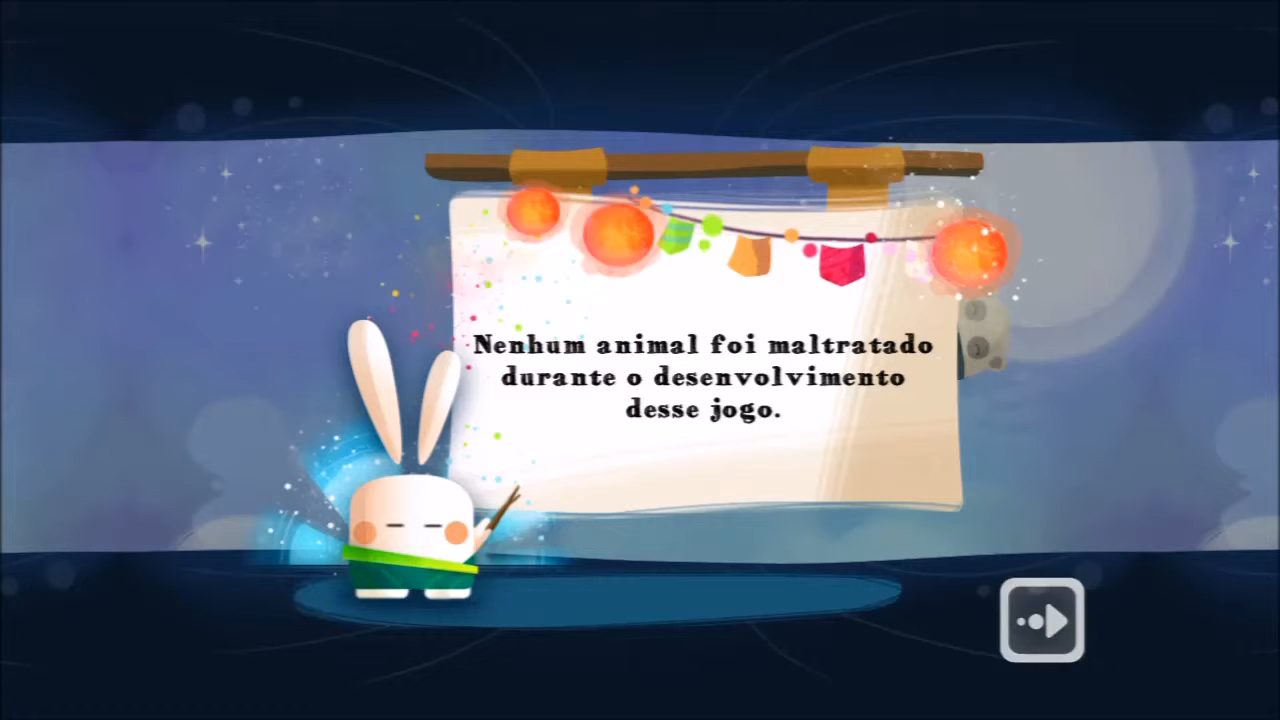 Nenhum animal foi maltratado
durante o desenvolvimento
desse jogo.